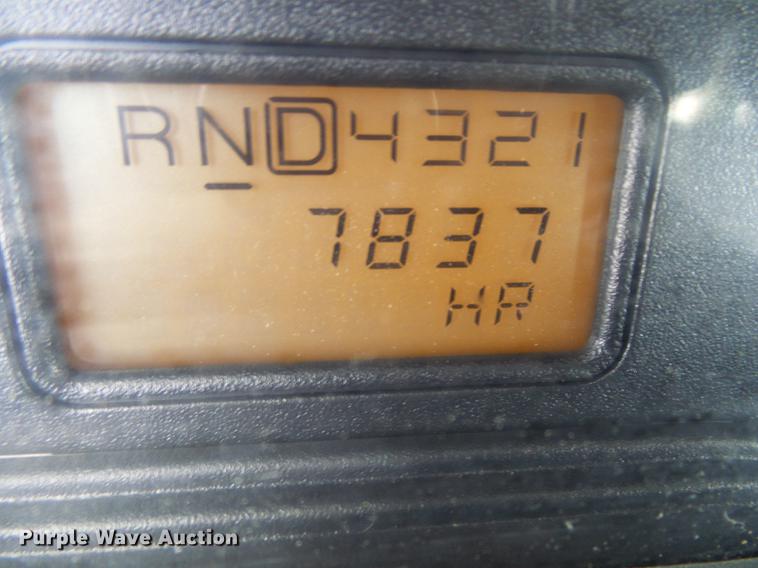 RND4321
7837
HR
Purple Wave Auction